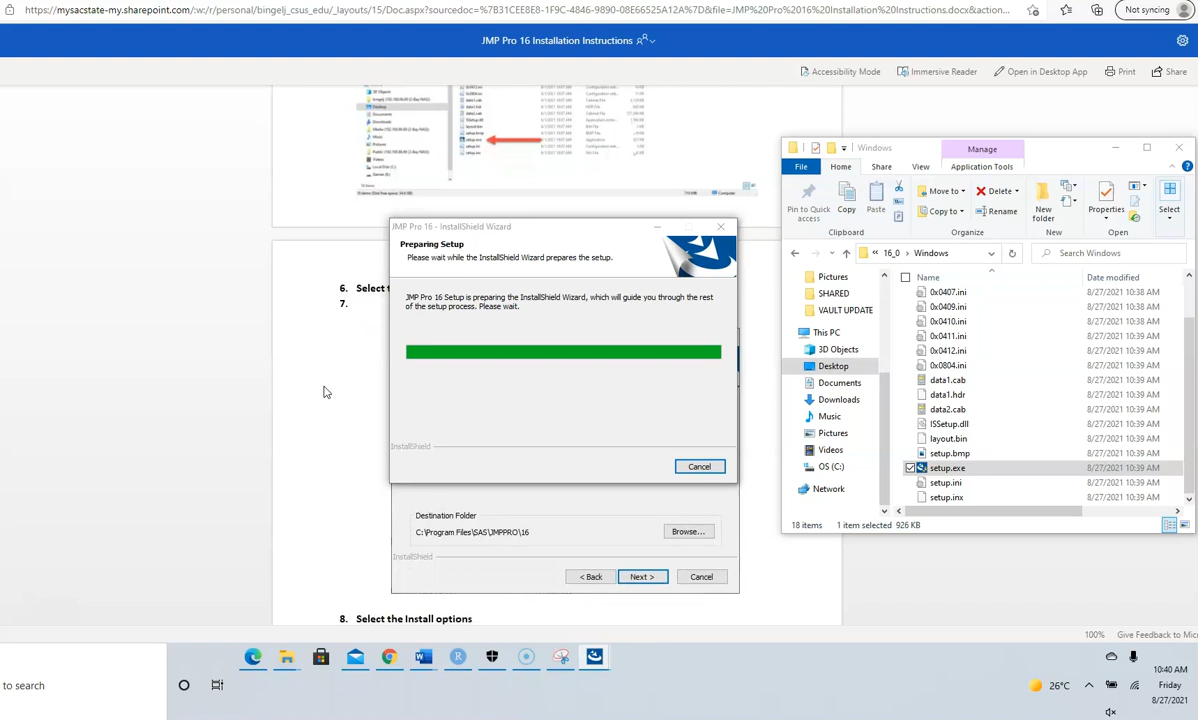 https://mysacstate-my.sharepoint.com/:w:/r/personal/bingelj_csus_edu/_layouts/15/Doc.aspx?sourcedoc=%7B31CEE8E8-1F9C-4846-9890-08E66525A12A%7D&file=JMP%20Pro%2016%20Installation%20Instructions.docx&action...
Not syncing
JMP Pro 16 Installation Instructions
Accessibility Mode
Immersive Reader
Open in Desktop App
Print
Share
6. Select t
7.
JMP Pro 16 - InstallShield Wizard
Preparing Setup
Please wait while the InstallShield Wizard prepares the setup.
JMP Pro 16 Setup is preparing the InstallShield Wizard, which will guide you through the rest
of the setup process. Please wait.
InstallShield
Cancel
Destination Folder
C:\Program Files\SAS\JMPPRO\16
Browse...
InstallShield
< Back
Next >
Cancel
8. Select the Install options
Windows
Manage
File
Home
Share
View
Application Tools
Pin to Quick
access
Copy
Paste
Move to
Copy to
Delete
Rename
New
folder
Properties
Select
Clipboard
Organize
New
Open
« 16_0 > Windows
Search Windows
Pictures
SHARED
VAULT UPDATE
This PC
3D Objects
Desktop
Documents
Downloads
Music
Pictures
Videos
OS (C:)
Network
Name
Date modified
0x0407.ini 8/27/2021 10:38 AM
0x0409.ini 8/27/2021 10:38 AM
0x0410.ini 8/27/2021 10:38 AM
0x0411.ini 8/27/2021 10:39 AM
0x0412.ini 8/27/2021 10:39 AM
0x0804.ini 8/27/2021 10:39 AM
data1.cab 8/27/2021 10:39 AM
data1.hdr 8/27/2021 10:39 AM
data2.cab 8/27/2021 10:39 AM
ISSetup.dll 8/27/2021 10:39 AM
layout.bin 8/27/2021 10:39 AM
setup.bmp 8/27/2021 10:39 AM
setup.exe 8/27/2021 10:39 AM
setup.ini 8/27/2021 10:39 AM
setup.inx 8/27/2021 10:39 AM
18 items 1 item selected 926 KB
100% Give Feedback to Micr
to search
26°C
10:40 AM
Friday
8/27/2021